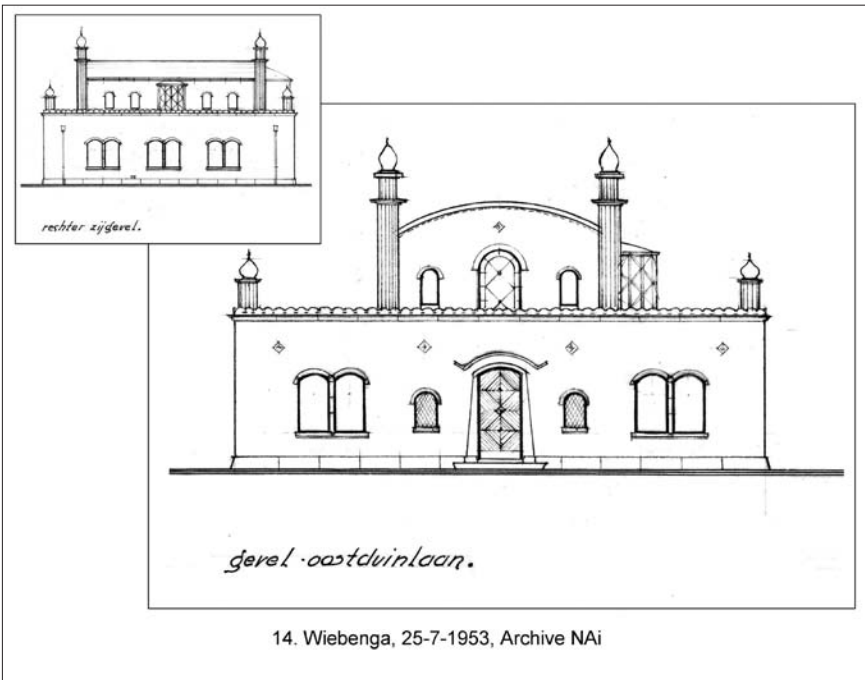 rechter zijgevel.
gevel - oostduinlaan.
14. Wiebenga, 25-7-1953, Archive NAi